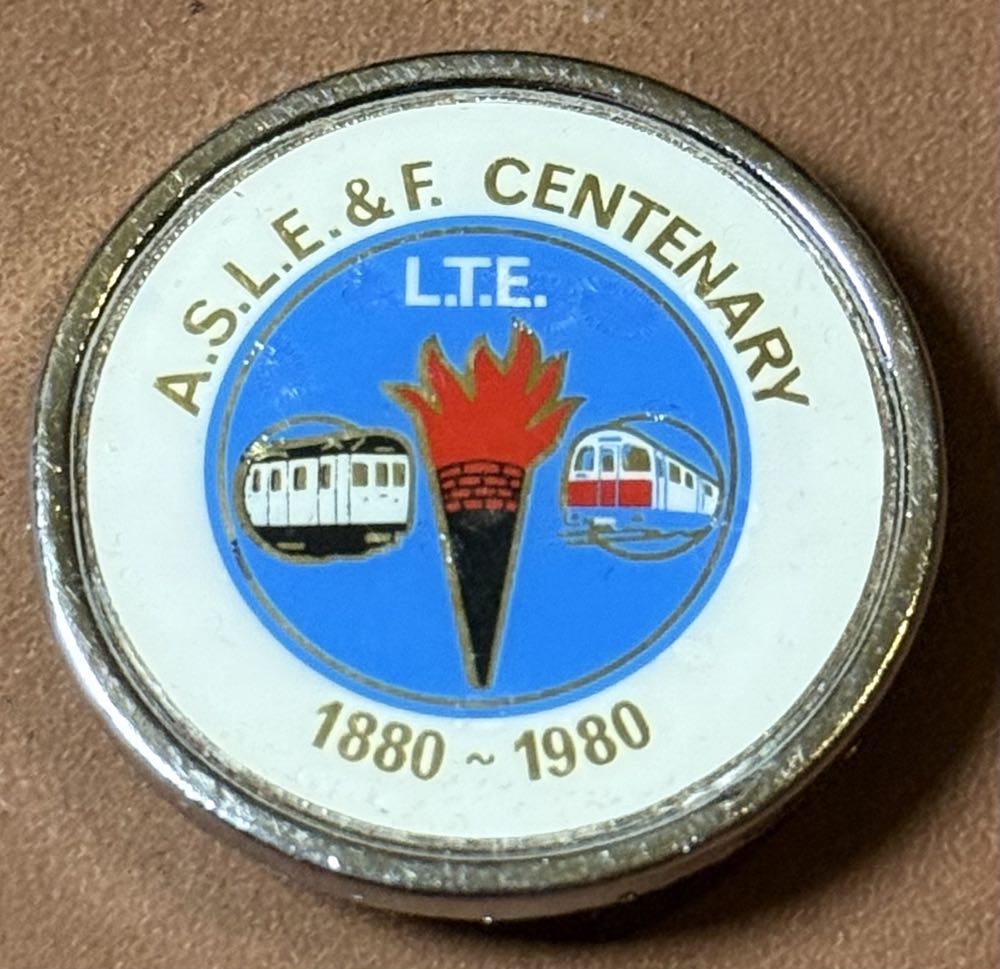 A.S.L.E.&F. CENTENARY
L.T.E.
1880 ~ 1980